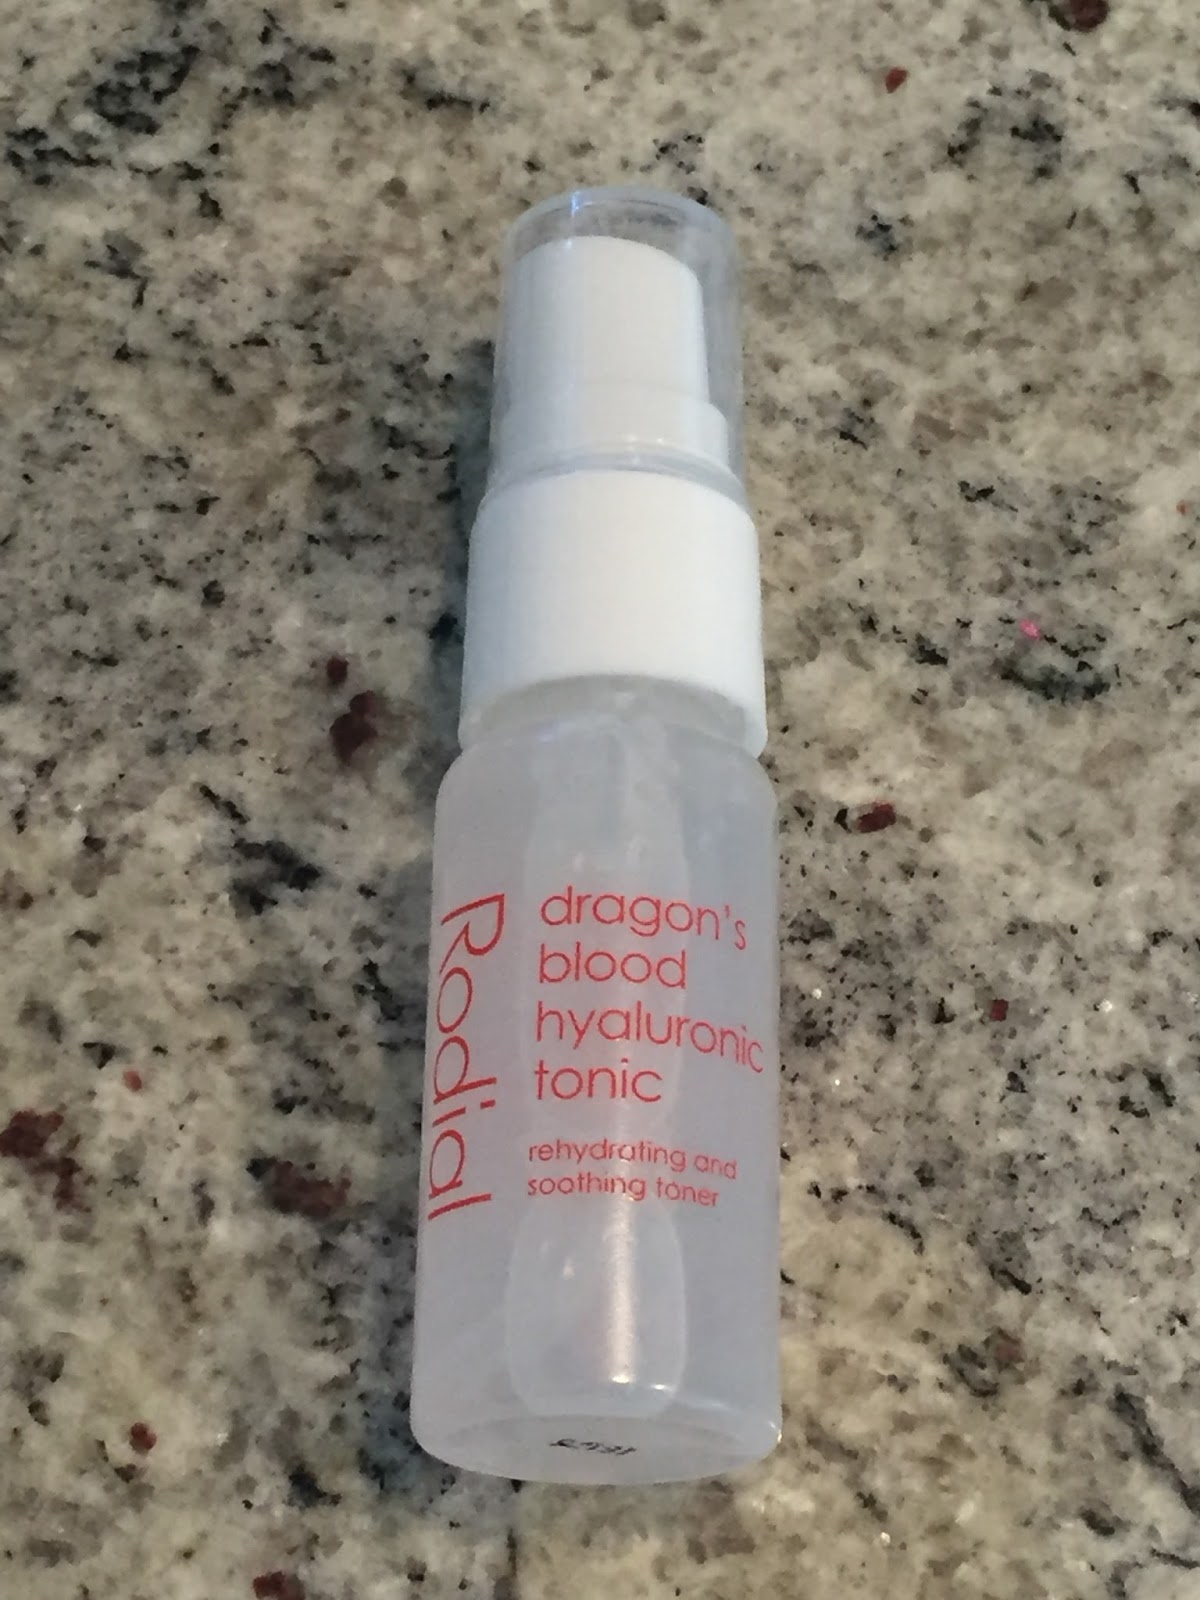 Rodial
dragon's
blood
hyaluronic
tonic
rehydrating and
soothing toner